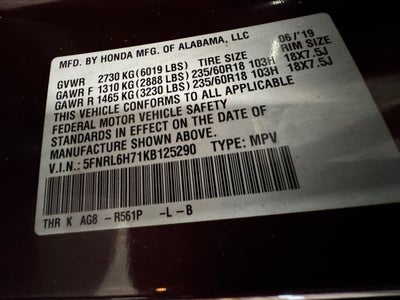 MFD. BY HONDA MFG. OF ALABAMA, LLC 06/'19
TIRE SIZE RIM SIZE
GVWR 2730 KG (6019 LBS)
GAWR F 1310 KG (2888 LBS) 235/60R18 103H 18X7.5J
GAWR R 1465 KG (3230 LBS) 235/60R18 103H 18X7.5J
THIS VEHICLE CONFORMS TO ALL APPLICABLE
FEDERAL MOTOR VEHICLE SAFETY
STANDARDS IN EFFECT ON THE DATE OF
MANUFACTURE SHOWN ABOVE.
V.I.N.: 5FNRL6H71KB125290 TYPE: MPV
THR K AG8 -R561P -L-B